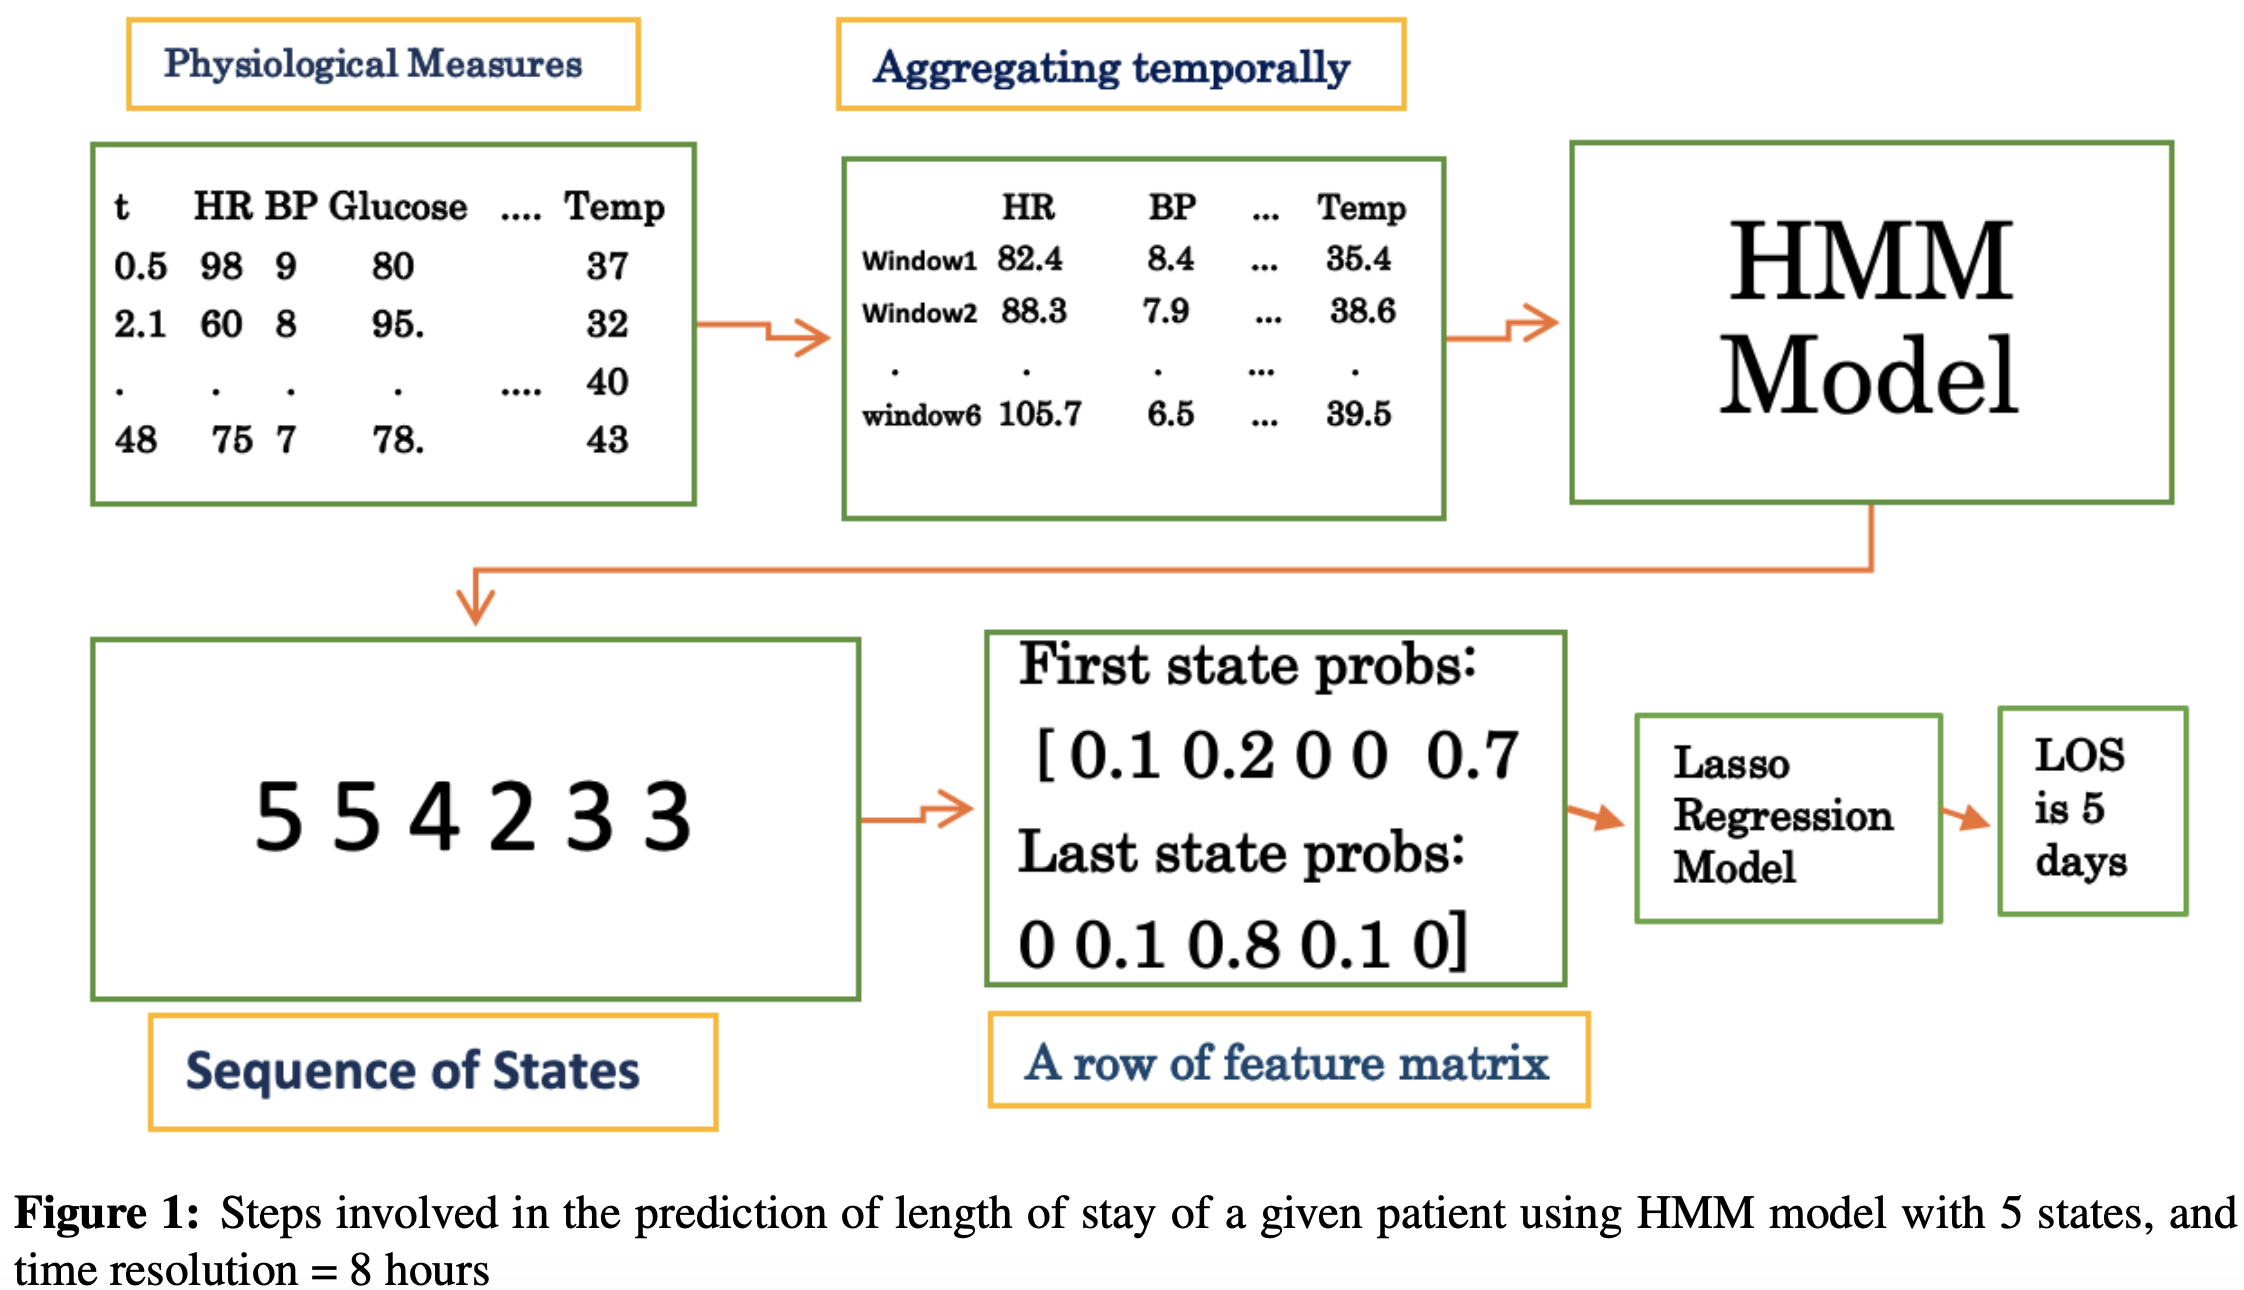 Physiological Measures
Aggregating temporally
t HR BP Glucose .... Temp
0.5 98 9 80 37
2.1 60 8 95. 32
. . . . .... 40
48 75 7 78. 43
HR BP ... Temp
Window1 82.4 8.4 ... 35.4
Window2 88.3 7.9 ... 38.6
. . . ... .
window6 105.7 6.5 ... 39.5
HMM
Model
5 5 4 2 3 3
Sequence of States
First state probs:
[ 0.1 0.2 0 0 0.7
Last state probs:
0 0.1 0.8 0.1 0]
A row of feature matrix
Lasso
Regression
Model
LOS
is 5
days
Figure 1: Steps involved in the prediction of length of stay of a given patient using HMM model with 5 states, and
time resolution = 8 hours